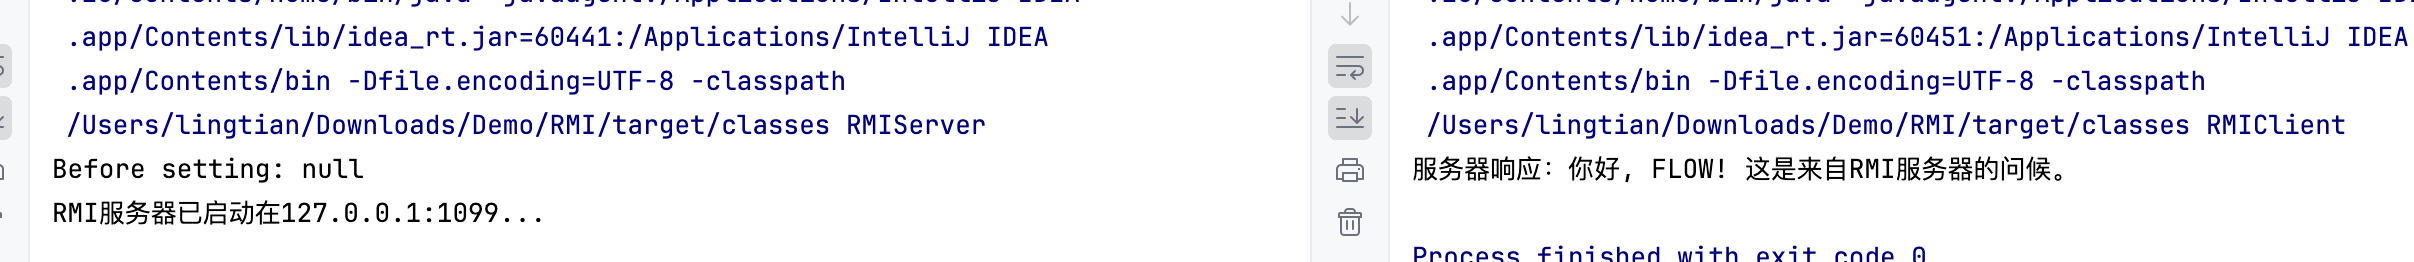 .app/Contents/lib/idea_rt.jar=60441:/Applications/IntelliJ IDEA
.app/Contents/bin -Dfile.encoding=UTF-8 -classpath
/Users/lingtian/Downloads/Demo/RMI/target/classes RMIServer
Before setting: null
RMI服务器已启动在127.0.0.1:1099...
.app/Contents/lib/idea_rt.jar=60451:/Applications/IntelliJ IDEA
.app/Contents/bin -Dfile.encoding=UTF-8 -classpath
/Users/lingtian/Downloads/Demo/RMI/target/classes RMIClient
服务器响应：你好, FLOW! 这是来自RMI服务器的问候。
Process finished with exit code 0